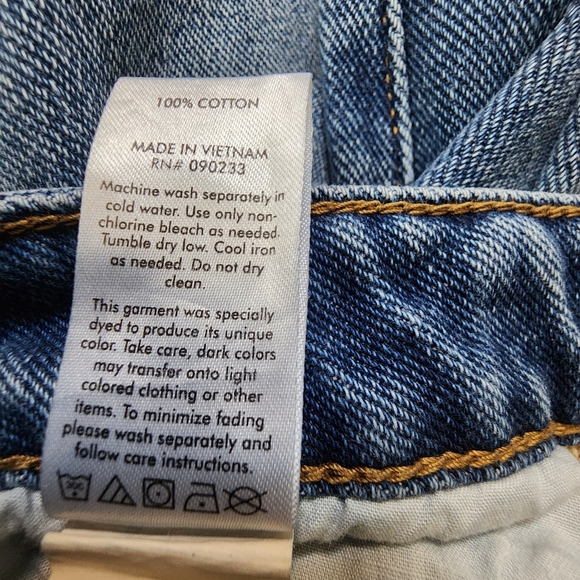 100% COTTON
MADE IN VIETNAM
RN# 090233
Machine wash separately in
cold water. Use only non-
chlorine bleach as needed.
Tumble dry low. Cool iron
as needed. Do not dry
clean.
This garment was specially
dyed to produce its unique
color. Take care, dark colors
may transfer onto light
colored clothing or other
items. To minimize fading
please wash separately and
follow care instructions.